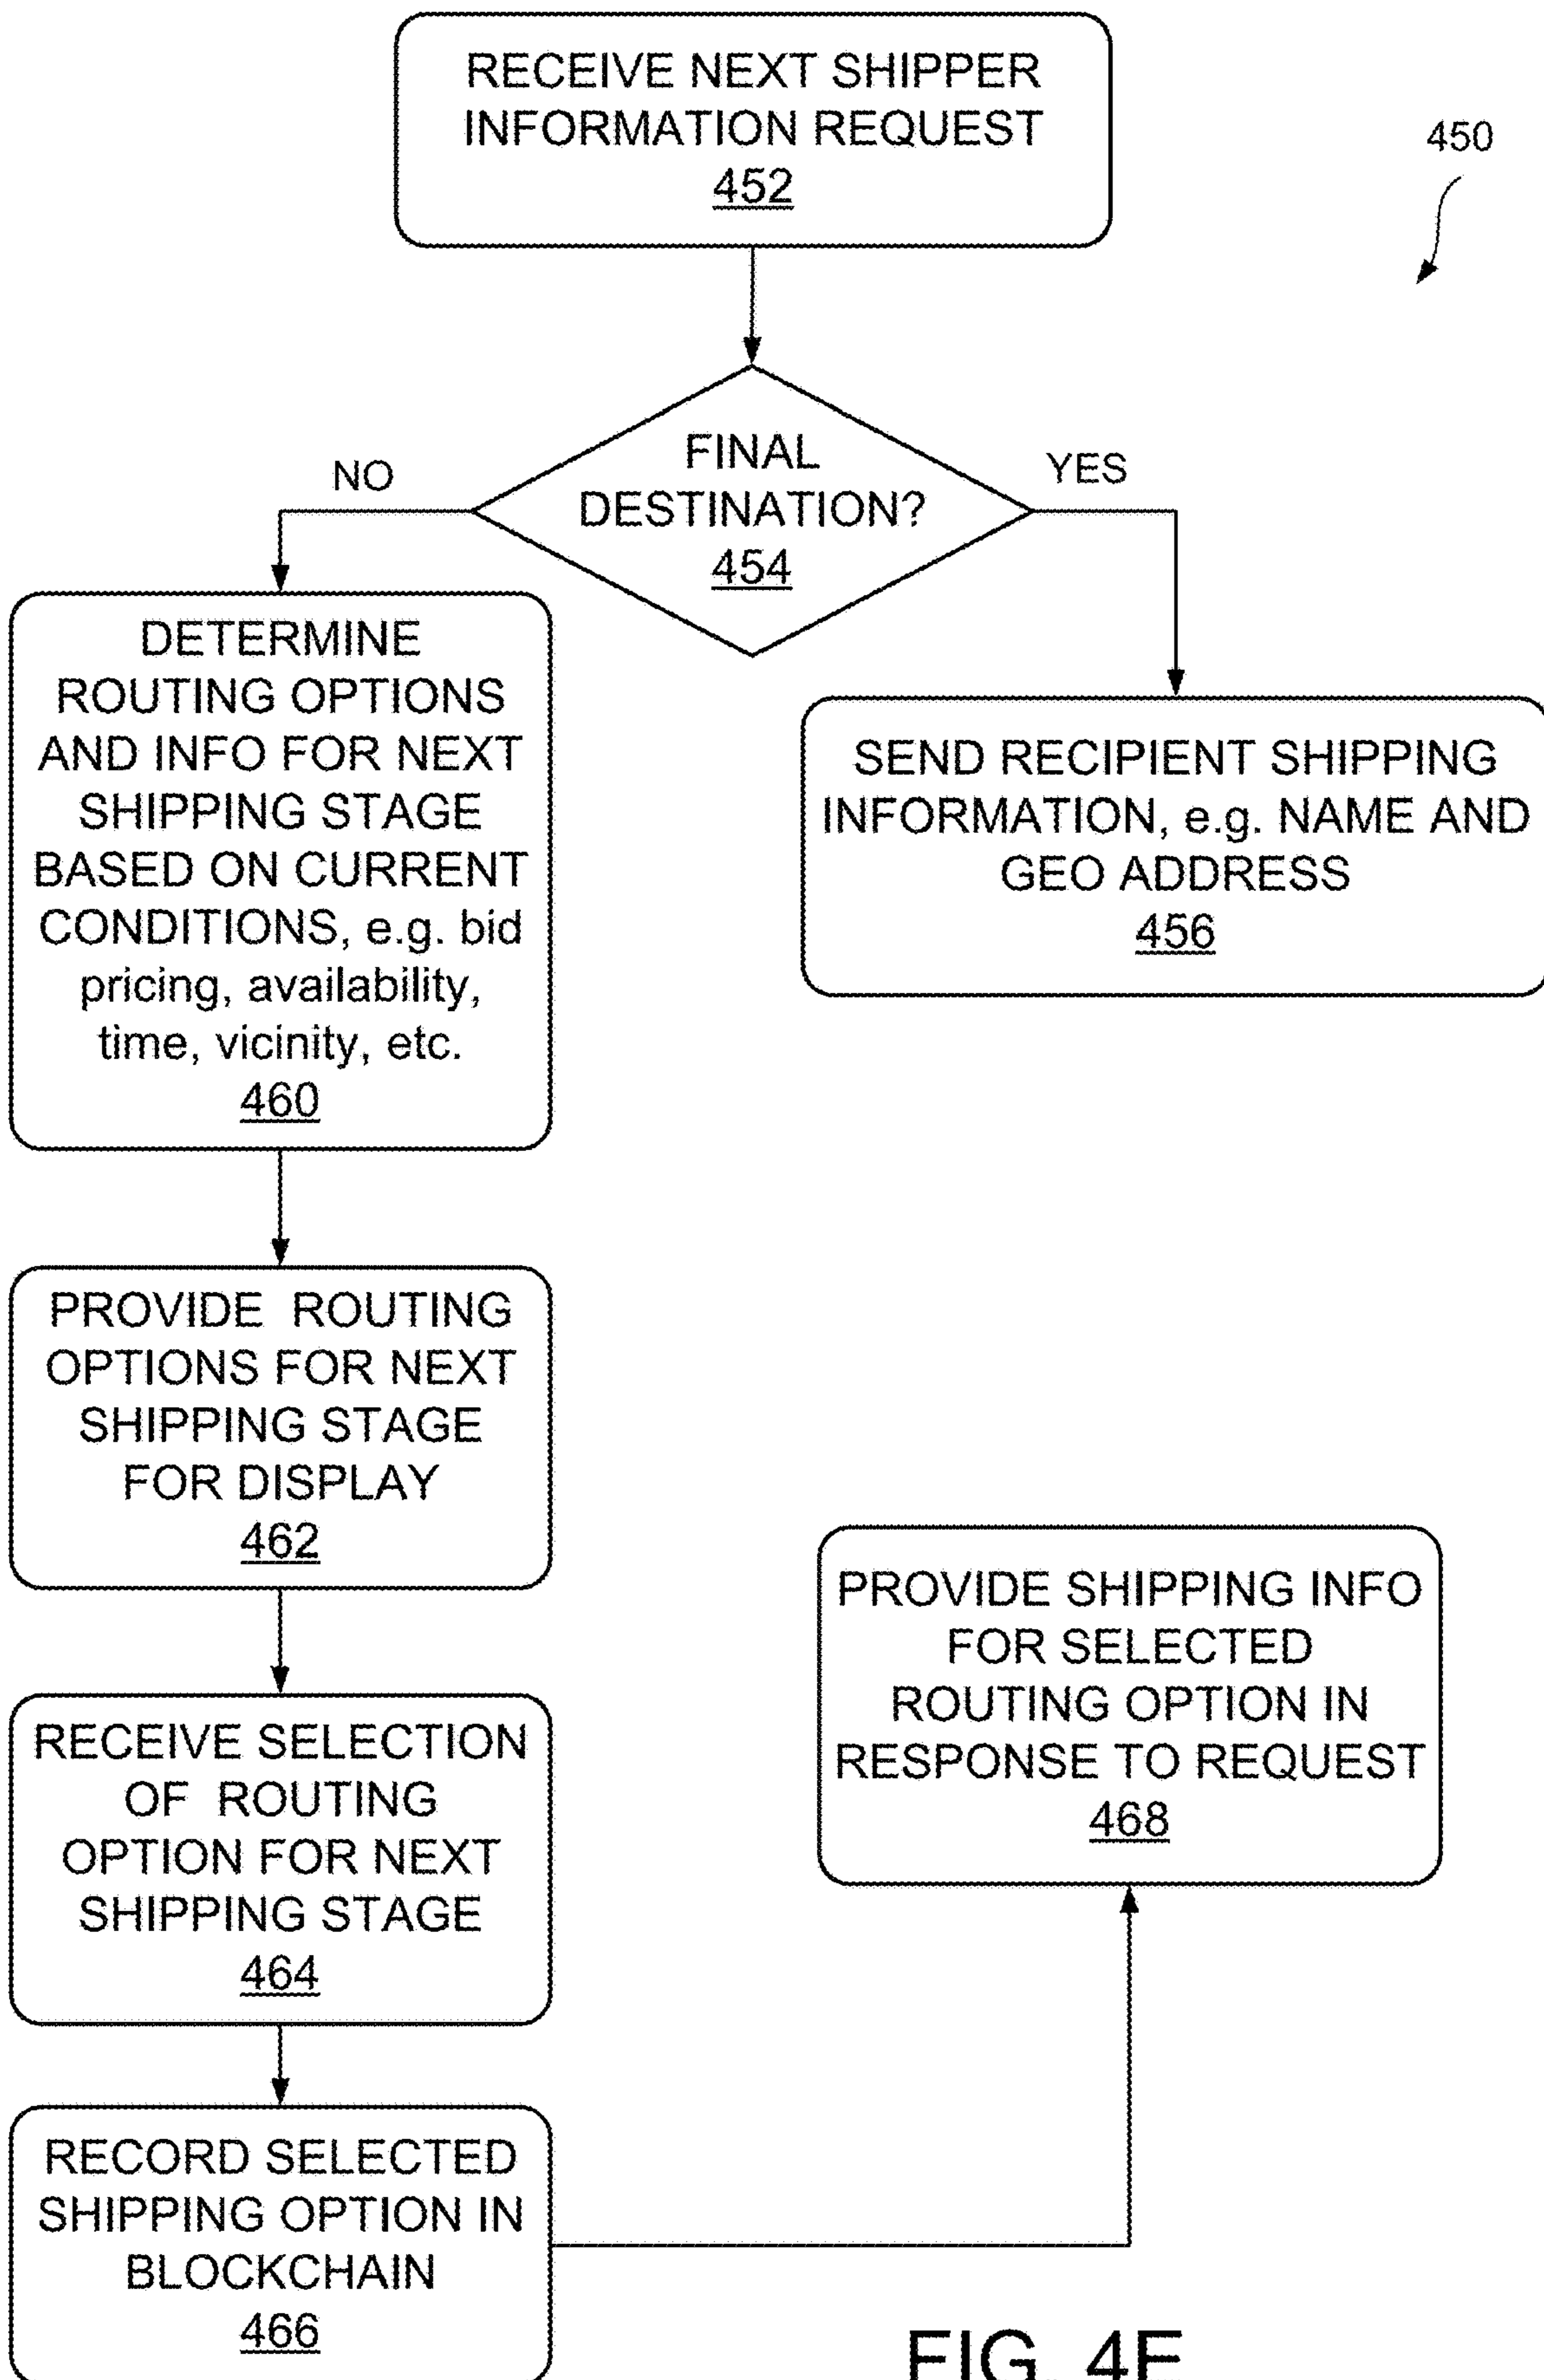 RECEIVE NEXT SHIPPER
INFORMATION REQUEST
452
450
FINAL
DESTINATION?
454
NO
YES
DETERMINE
ROUTING OPTIONS
AND INFO FOR NEXT
SHIPPING STAGE
BASED ON CURRENT
CONDITIONS, e.g. bid
pricing, availability,
time, vicinity, etc.
460
SEND RECIPIENT SHIPPING
INFORMATION, e.g. NAME AND
GEO ADDRESS
456
PROVIDE ROUTING
OPTIONS FOR NEXT
SHIPPING STAGE
FOR DISPLAY
462
RECEIVE SELECTION
OF ROUTING
OPTION FOR NEXT
SHIPPING STAGE
464
RECORD SELECTED
SHIPPING OPTION IN
BLOCKCHAIN
466
PROVIDE SHIPPING INFO
FOR SELECTED
ROUTING OPTION IN
RESPONSE TO REQUEST
468
FIG. 4E